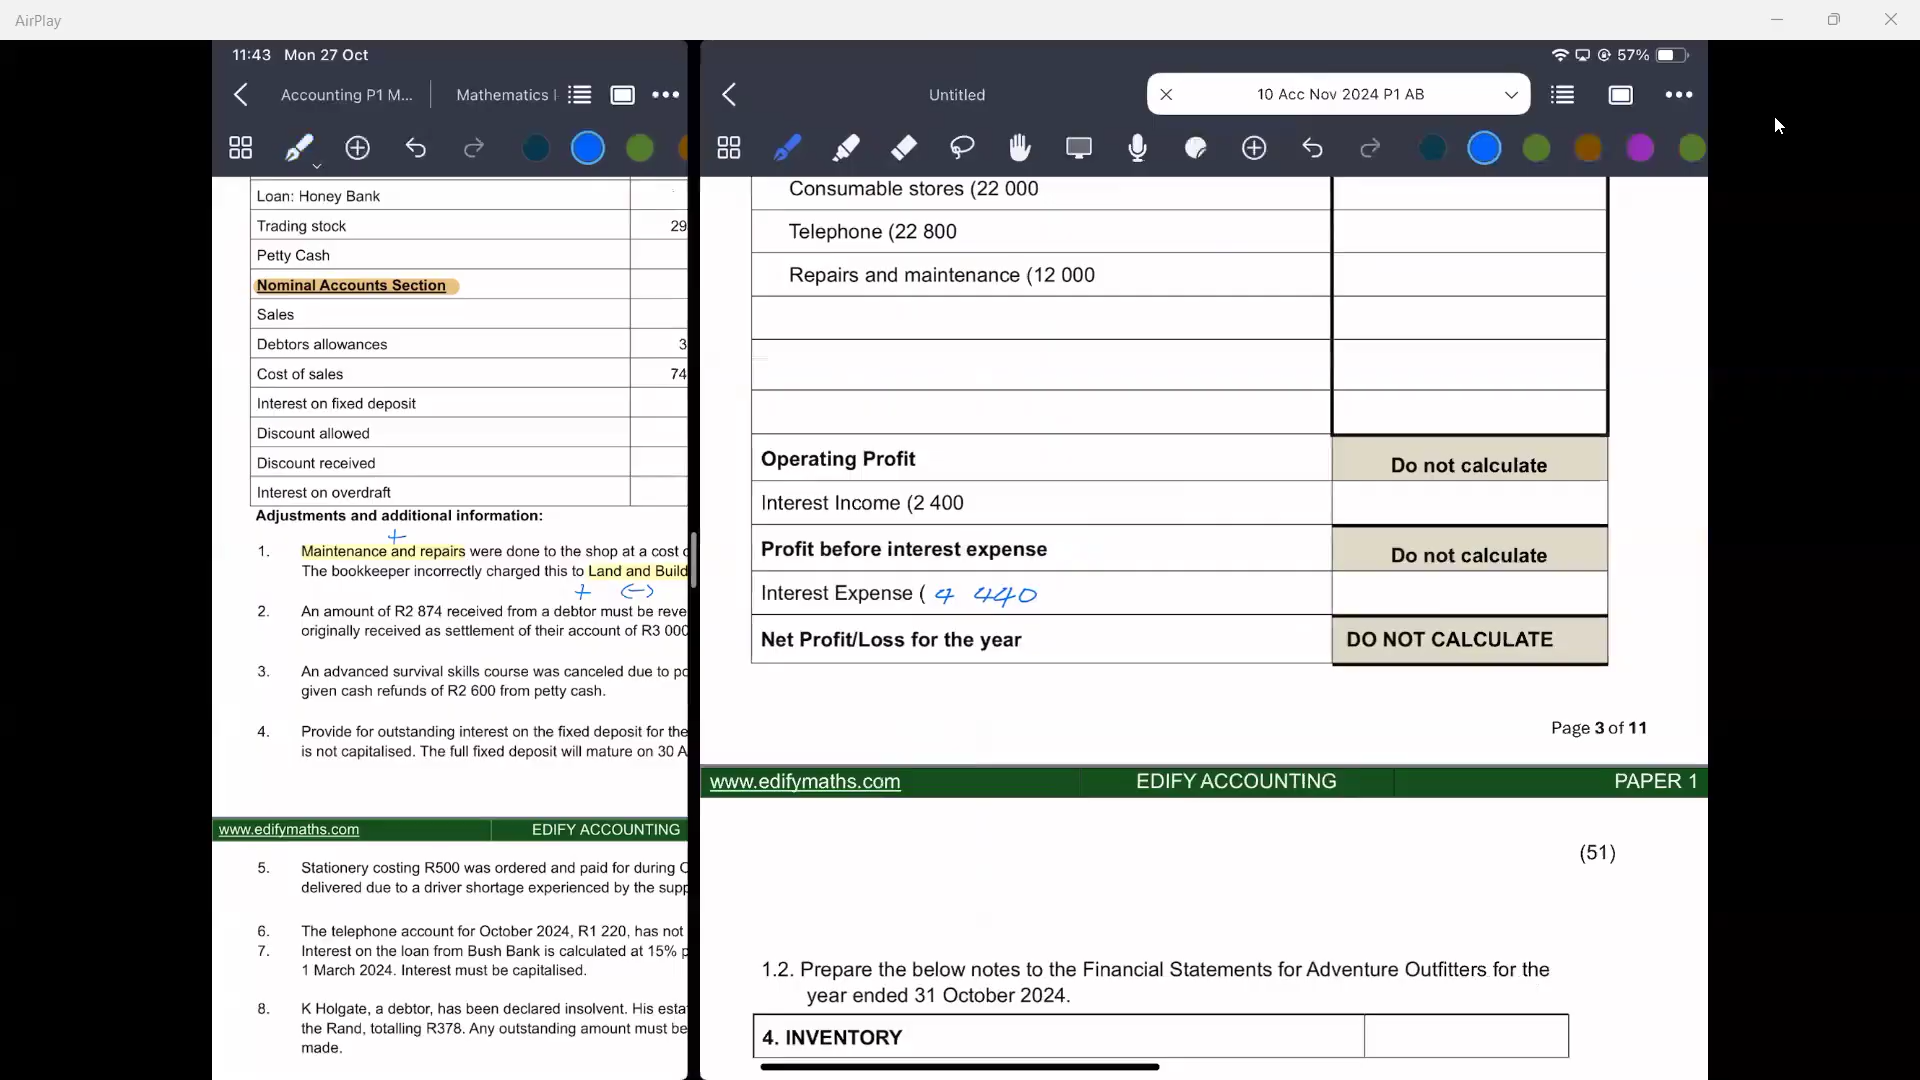 AirPlay
11:43 Mon 27 Oct
57%
Accounting P1 M...
Mathematics I
Loan: Honey Bank
Trading stock 29
Petty Cash
Nominal Accounts Section
Sales
Debtors allowances 3
Cost of sales 74
Interest on fixed deposit
Discount allowed
Discount received
Interest on overdraft
Adjustments and additional information:
+
1. Maintenance and repairs were done to the shop at a cost
The bookkeeper incorrectly charged this to Land and Build
+ (-)
2. An amount of R2 874 received from a debtor must be reve
originally received as settlement of their account of R3 000
3. An advanced survival skills course was canceled due to po
given cash refunds of R2 600 from petty cash.
4. Provide for outstanding interest on the fixed deposit for the
is not capitalised. The full fixed deposit will mature on 30 A
www.edifymaths.com EDIFY ACCOUNTING
5. Stationery costing R500 was ordered and paid for during
delivered due to a driver shortage experienced by the supp
6. The telephone account for October 2024, R1 220, has not
7. Interest on the loan from Bush Bank is calculated at 15% p
1 March 2024. Interest must be capitalised.
8. K Holgate, a debtor, has been declared insolvent. His esta
the Rand, totalling R378. Any outstanding amount must be
made.
Untitled
10 Acc Nov 2024 P1 AB
Consumable stores (22 000
Telephone (22 800
Repairs and maintenance (12 000
Operating Profit Do not calculate
Interest Income (2 400
Profit before interest expense Do not calculate
Interest Expense ( 4 440
Net Profit/Loss for the year DO NOT CALCULATE
Page 3 of 11
www.edifymaths.com EDIFY ACCOUNTING PAPER 1
(51)
1.2. Prepare the below notes to the Financial Statements for Adventure Outfitters for the
year ended 31 October 2024.
4. INVENTORY